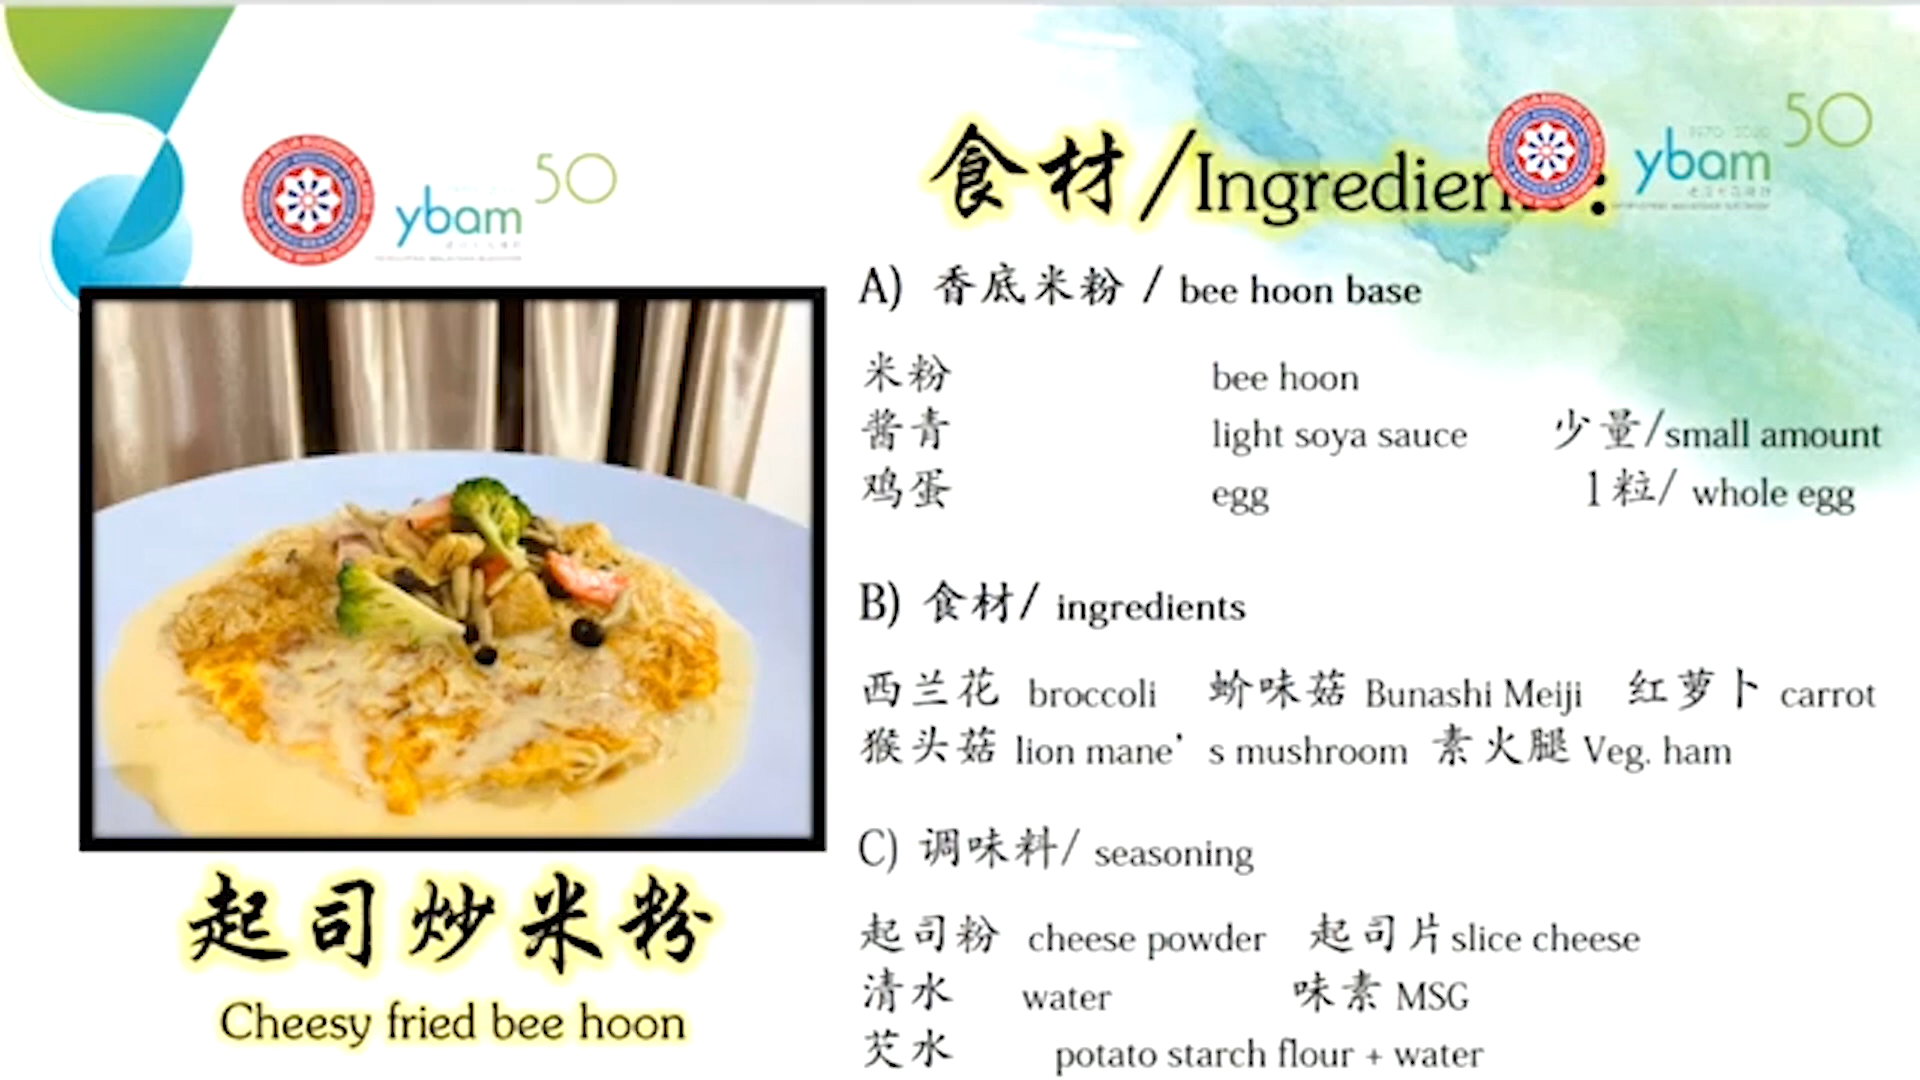 50
ybam
食材/Ingredien :
50
ybam
A) 香底米粉 / bee hoon base
米粉 bee hoon
酱青 light soya sauce 少量/small amount
鸡蛋 egg 1粒/ whole egg
B) 食材/ ingredients
西兰花 broccoli 蚧味菇 Bunashi Meiji 红萝卜 carrot
猴头菇 lion mane’s mushroom 素火腿 Veg. ham
C) 调味料/ seasoning
起司粉 cheese powder 起司片 slice cheese
清水 water 味素 MSG
芡水 potato starch flour + water
起司炒米粉
Cheesy fried bee hoon